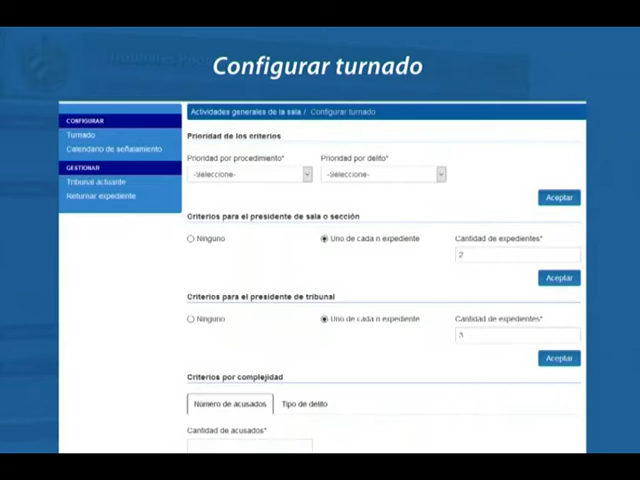 Configurar turnado
CONFIGURAR
Turnado
Calendario de señalamiento
GESTIONAR
Tribunal actuante
Returnar expediente
Actividades generales de la sala / Configurar turnado
Prioridad de los criterios
Prioridad por procedimiento* Prioridad por delito*
-Seleccione- -Seleccione-
Aceptar
Criterios para el presidente de sala o sección
Ninguno Uno de cada n expediente Cantidad de expedientes*
2
Aceptar
Criterios para el presidente de tribunal
Ninguno Uno de cada n expediente Cantidad de expedientes*
3
Aceptar
Criterios por complejidad
Número de acusados Tipo de delito
Cantidad de acusados*